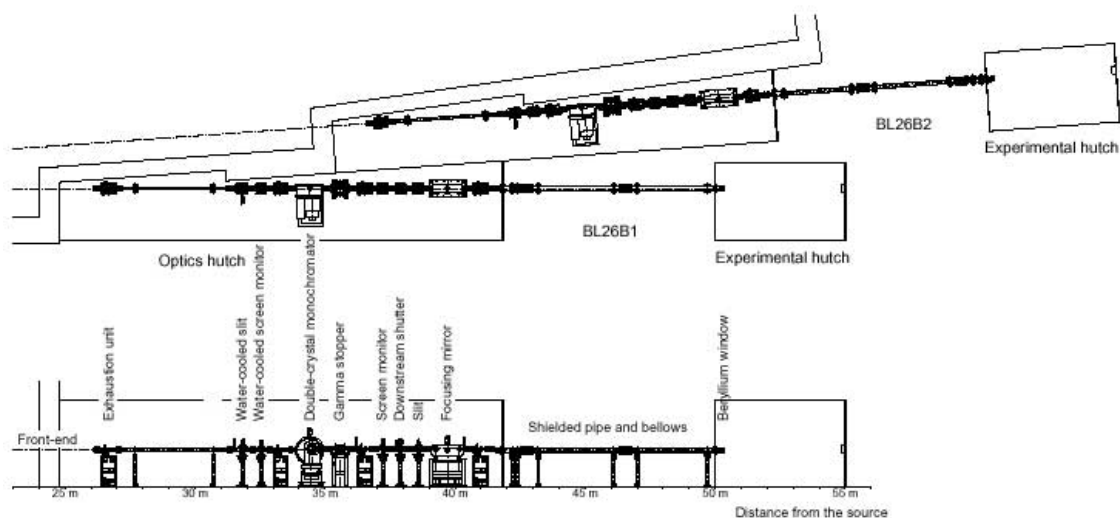 BL26B2
Experimental hutch
BL26B1
Optics hutch
Experimental hutch
Exhaustion unit
Water-cooled slit
Water-cooled screen monitor
Double-crystal monochromator
Gamma stopper
Screen monitor
Downstream shutter
Slit
Focusing mirror
Beryllium window
Front-end
Shielded pipe and bellows
25 m 30 m 35 m 40 m 45 m 50 m 55 m
Distance from the source